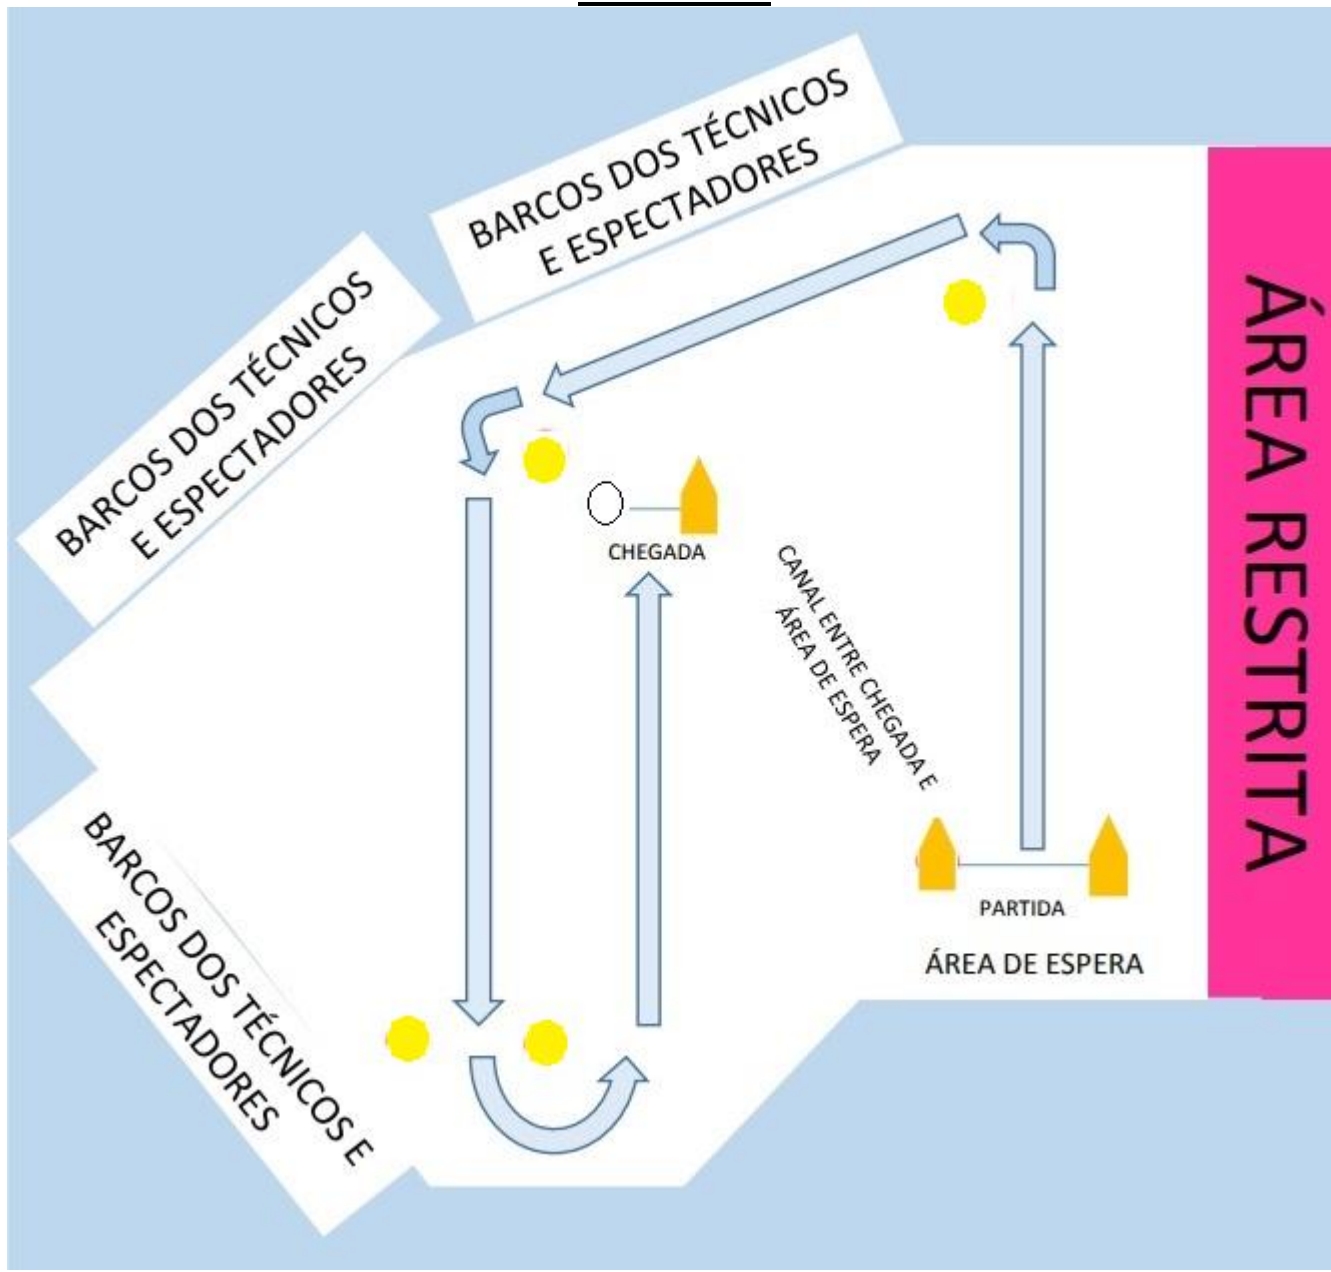 BARCOS DOS TÉCNICOS
E ESPECTADORES
BARCOS DOS TÉCNICOS
E ESPECTADORES
ÁREA RESTRITA
CHEGADA
CANAL ENTRE CHEGADA E
ÁREA DE ESPERA
PARTIDA
ÁREA DE ESPERA
BARCOS DOS TÉCNICOS E
ESPECTADORES